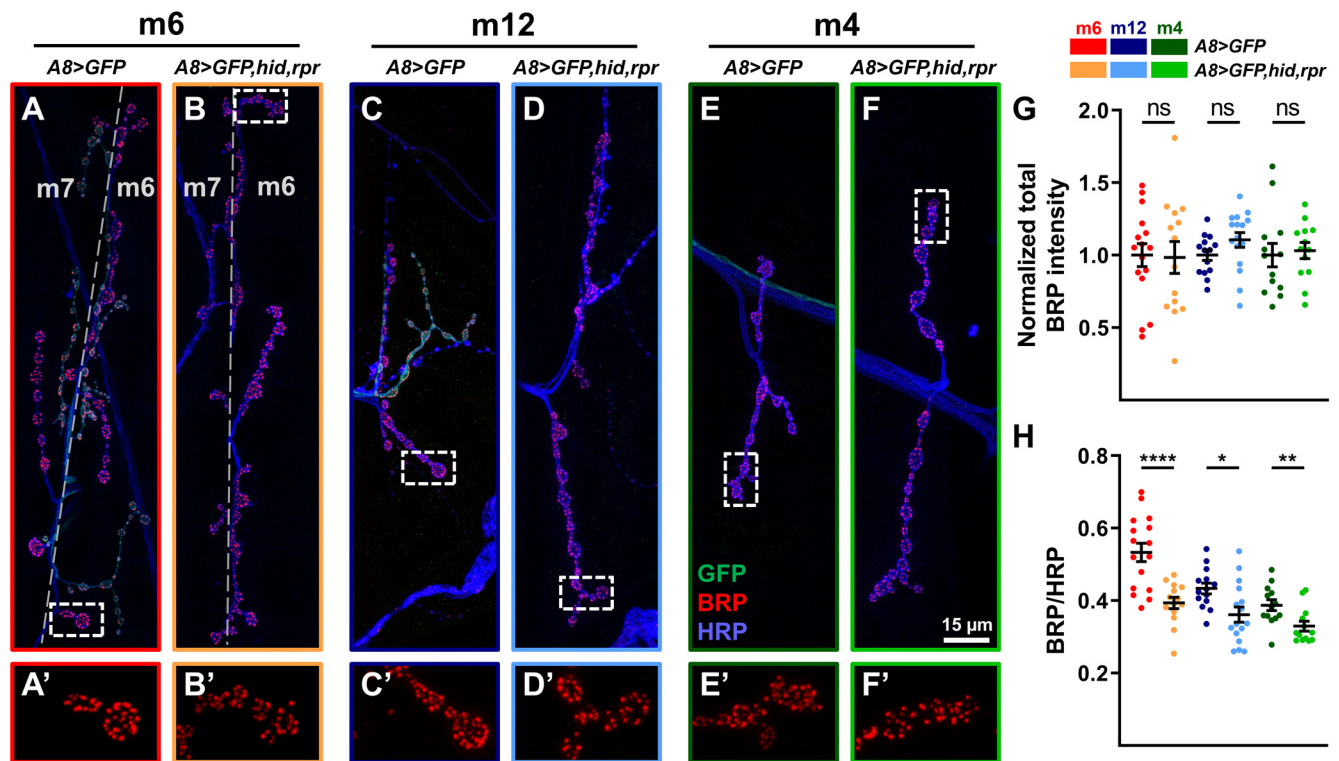 m6 m12 m4
A8>GFP A8>GFP,hid,rpr A8>GFP A8>GFP,hid,rpr A8>GFP A8>GFP,hid,rpr
A B C D E F
m7 m6 m7 m6
GFP
BRP
HRP
15 µm
A’ B’ C’ D’ E’ F’
m6 m12 m4
A8>GFP
A8>GFP,hid,rpr
G
Normalized total
BRP intensity
ns ns ns
2.0
1.5
1.0
0.5
H
BRP/HRP
**** * **
0.8
0.6
0.4
0.2